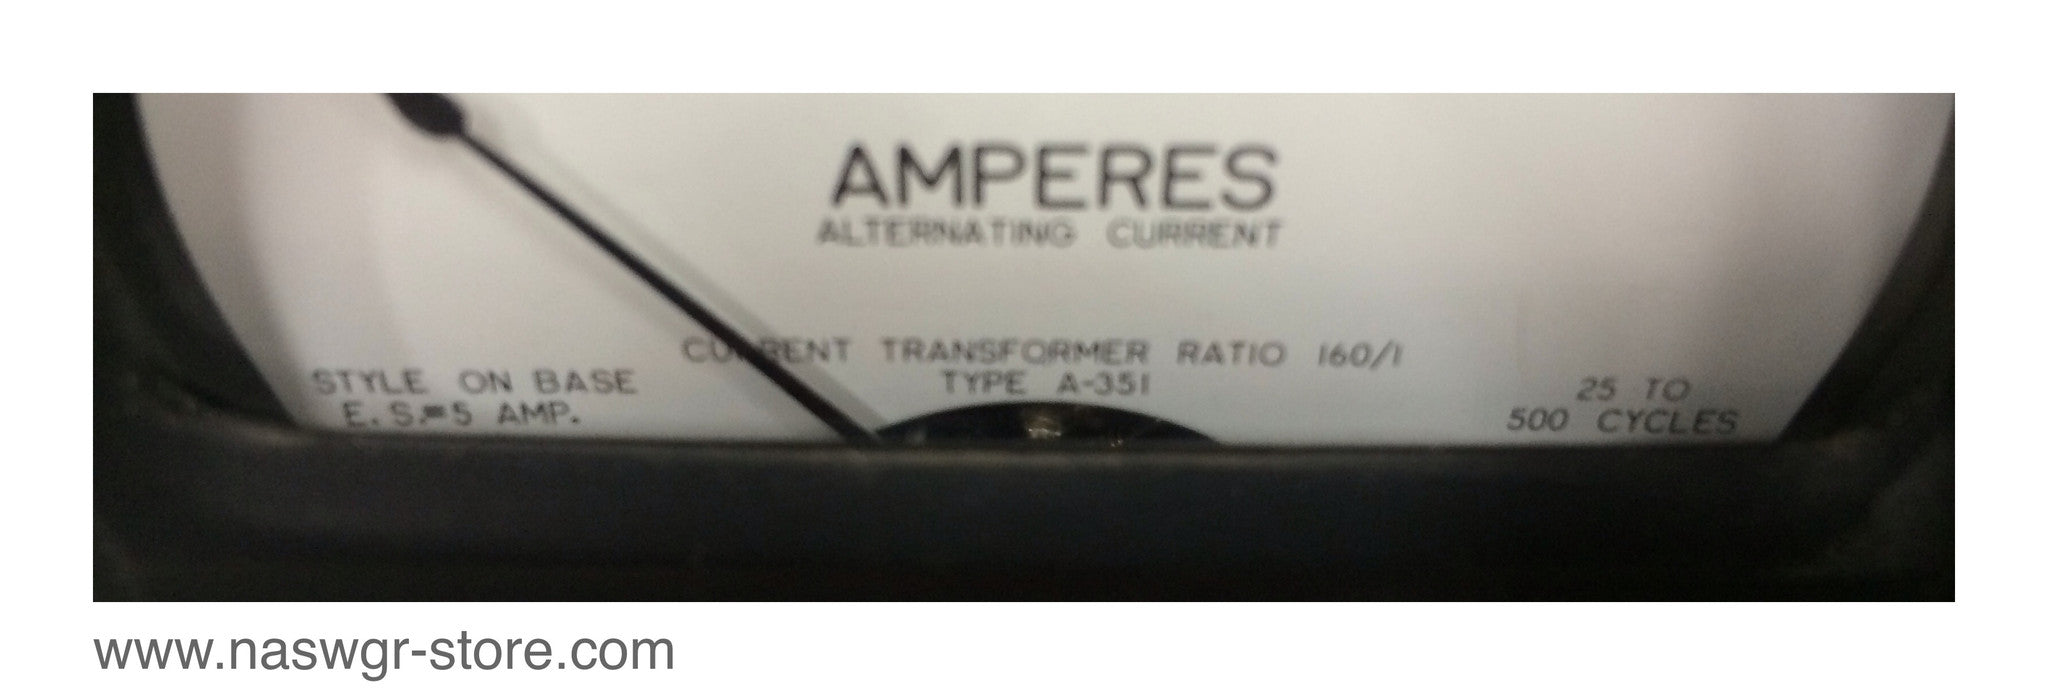 AMPERES
ALTERNATING CURRENT
CURRENT TRANSFORMER RATIO 160/1
TYPE A-351
STYLE ON BASE
E.S.=5 AMP.
25 TO
500 CYCLES
www.naswgr-store.com